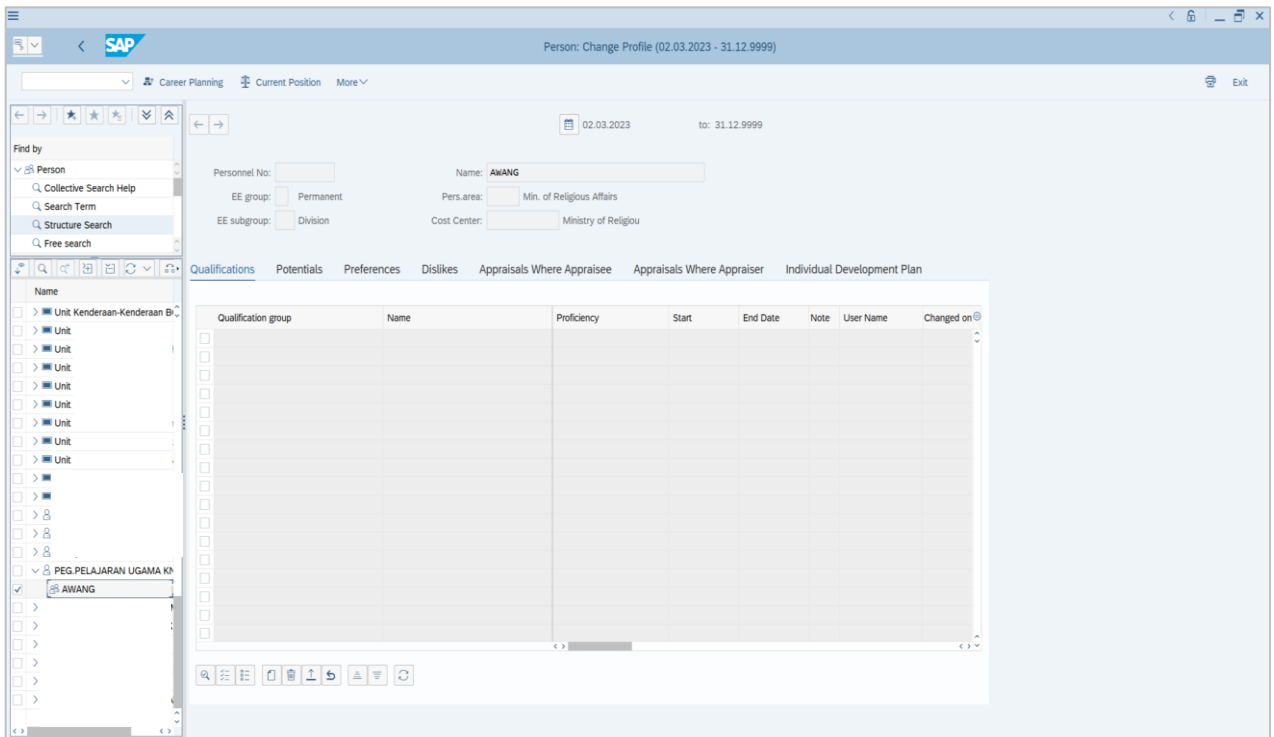 SAP
Person: Change Profile (02.03.2023 - 31.12.9999)
Career Planning Current Position More Exit
02.03.2023 to: 31.12.9999
Find by
Person
Collective Search Help
Search Term
Structure Search
Free search
Personnel No: Name: AWANG
EE group: Permanent Pers.area: Min. of Religious Affairs
EE subgroup: Division Cost Center: Ministry of Religiou
Qualifications Potentials Preferences Dislikes Appraisals Where Appraisee Appraisals Where Appraiser Individual Development Plan
Qualification group Name Proficiency Start End Date Note User Name Changed on
Name
Unit Kenderaan-Kenderaan
Unit
Unit
Unit
Unit
Unit
Unit
Unit
Unit
PEG.PELAJARAN UGAMA
AWANG